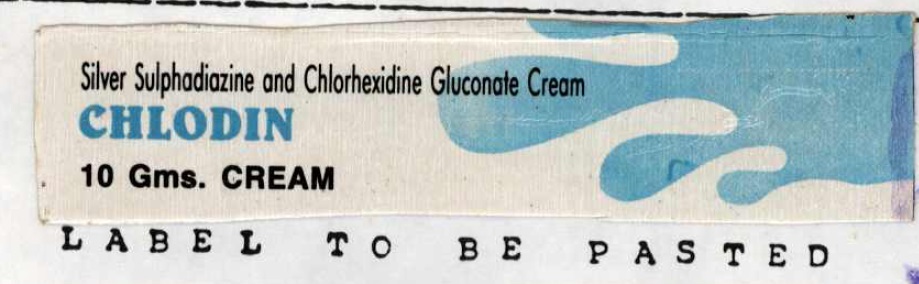 Silver Sulphadiazine and Chlorhexidine Gluconate Cream
CHLODIN
10 Gms. CREAM
LABEL TO BE PASTED